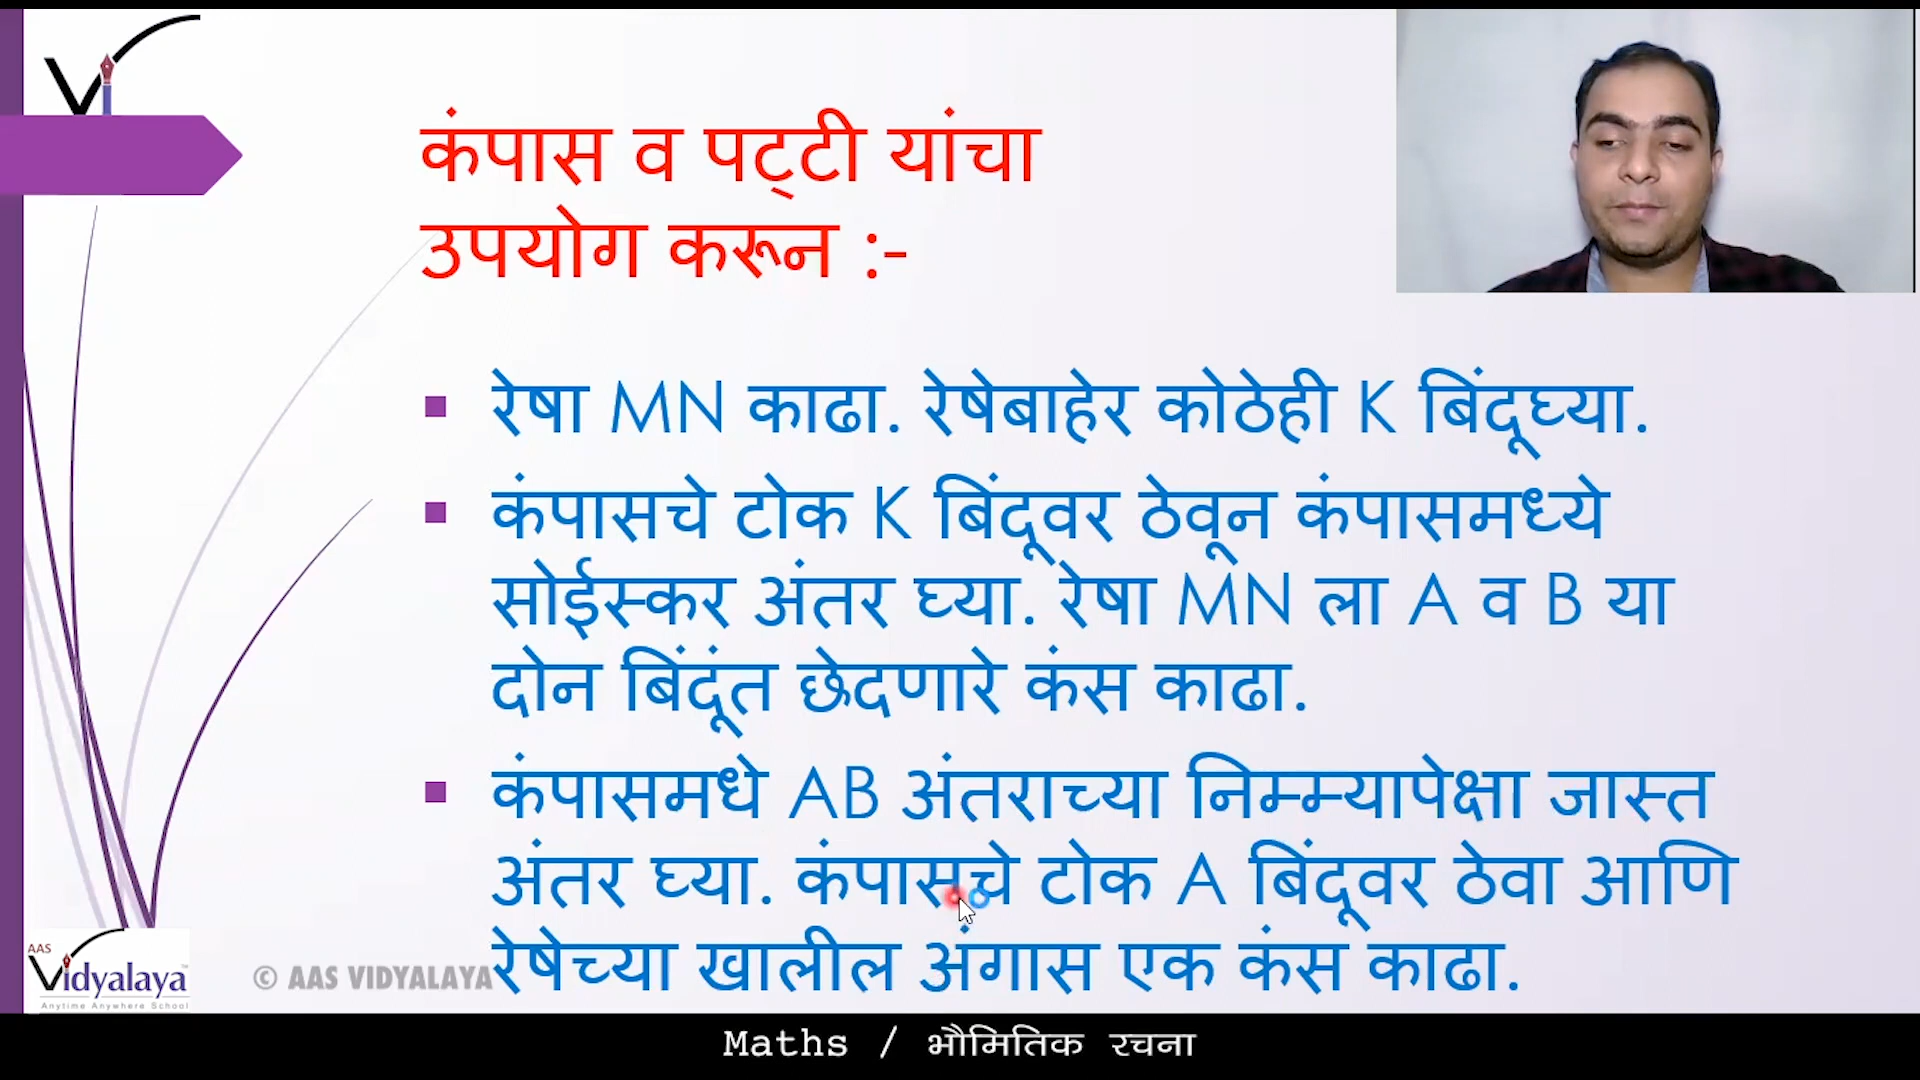 कंपास व पट्टी यांचा
उपयोग करून :-
रेषा MN काढा. रेषेबाहेर कोठेही K बिंदूघ्या.
कंपासचे टोक K बिंदूवर ठेवून कंपासमध्ये
सोईस्कर अंतर घ्या. रेषा MN ला A व B या
दोन बिंदूंत छेदणारे कंस काढा.
कंपासमधे AB अंतराच्या निम्म्यापेक्षा जास्त
अंतर घ्या. कंपासचे टोक A बिंदूवर ठेवा आणि
रेषेच्या खालील अंगास एक कंस काढा.
AAS
Vidyalaya
Anytime Anywhere School
© AAS VIDYALAYA
Maths / भौमितिक रचना